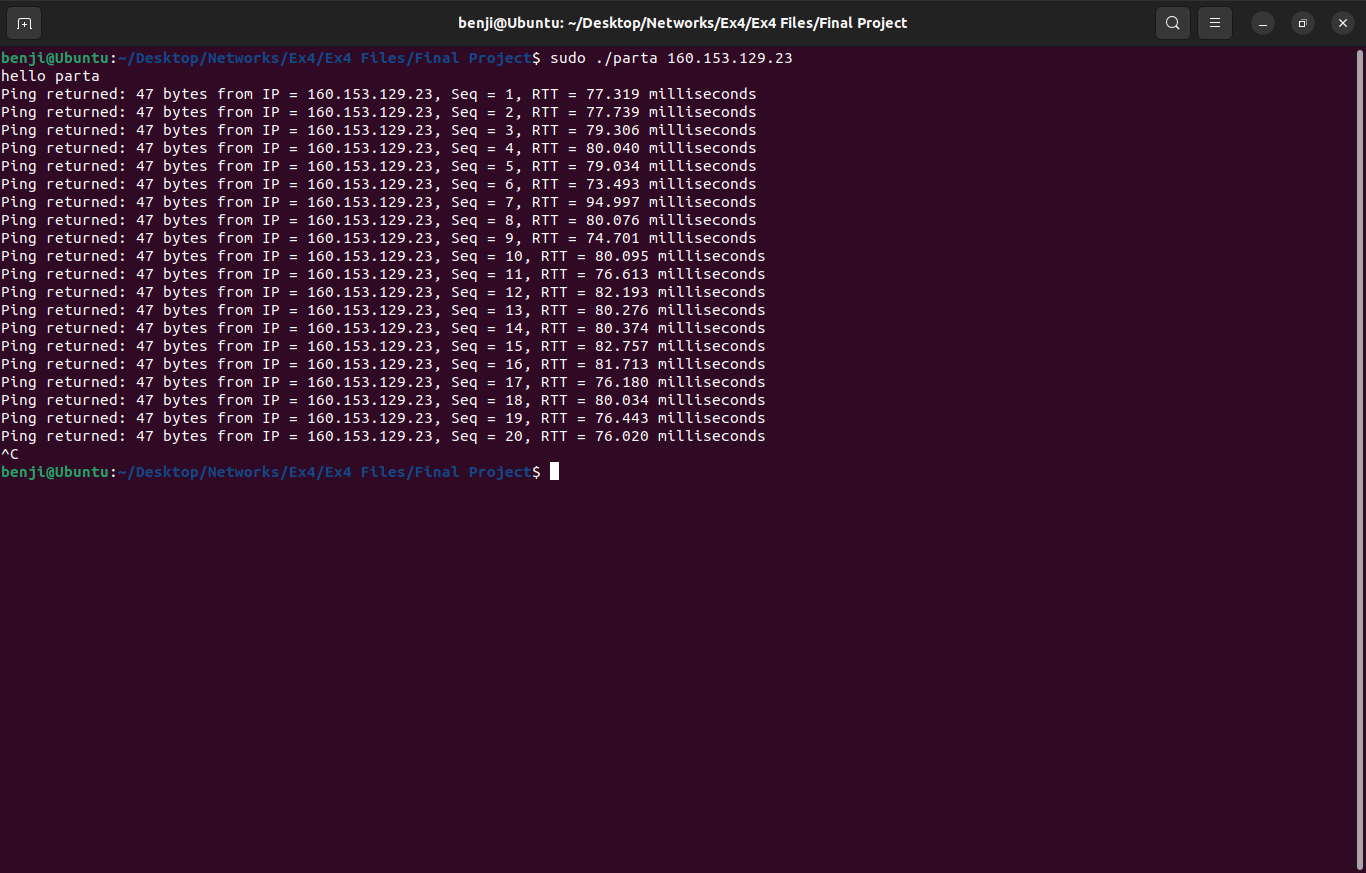 benji@Ubuntu: ~/Desktop/Networks/Ex4/Ex4 Files/Final Project
benji@Ubuntu:~/Desktop/Networks/Ex4/Ex4 Files/Final Project$ sudo ./parta 160.153.129.23
hello parta
Ping returned: 47 bytes from IP = 160.153.129.23, Seq = 1, RTT = 77.319 milliseconds
Ping returned: 47 bytes from IP = 160.153.129.23, Seq = 2, RTT = 77.739 milliseconds
Ping returned: 47 bytes from IP = 160.153.129.23, Seq = 3, RTT = 79.306 milliseconds
Ping returned: 47 bytes from IP = 160.153.129.23, Seq = 4, RTT = 80.040 milliseconds
Ping returned: 47 bytes from IP = 160.153.129.23, Seq = 5, RTT = 79.034 milliseconds
Ping returned: 47 bytes from IP = 160.153.129.23, Seq = 6, RTT = 73.493 milliseconds
Ping returned: 47 bytes from IP = 160.153.129.23, Seq = 7, RTT = 94.997 milliseconds
Ping returned: 47 bytes from IP = 160.153.129.23, Seq = 8, RTT = 80.076 milliseconds
Ping returned: 47 bytes from IP = 160.153.129.23, Seq = 9, RTT = 74.701 milliseconds
Ping returned: 47 bytes from IP = 160.153.129.23, Seq = 10, RTT = 80.095 milliseconds
Ping returned: 47 bytes from IP = 160.153.129.23, Seq = 11, RTT = 76.613 milliseconds
Ping returned: 47 bytes from IP = 160.153.129.23, Seq = 12, RTT = 82.193 milliseconds
Ping returned: 47 bytes from IP = 160.153.129.23, Seq = 13, RTT = 80.276 milliseconds
Ping returned: 47 bytes from IP = 160.153.129.23, Seq = 14, RTT = 80.374 milliseconds
Ping returned: 47 bytes from IP = 160.153.129.23, Seq = 15, RTT = 82.757 milliseconds
Ping returned: 47 bytes from IP = 160.153.129.23, Seq = 16, RTT = 81.713 milliseconds
Ping returned: 47 bytes from IP = 160.153.129.23, Seq = 17, RTT = 76.180 milliseconds
Ping returned: 47 bytes from IP = 160.153.129.23, Seq = 18, RTT = 80.034 milliseconds
Ping returned: 47 bytes from IP = 160.153.129.23, Seq = 19, RTT = 76.443 milliseconds
Ping returned: 47 bytes from IP = 160.153.129.23, Seq = 20, RTT = 76.020 milliseconds
^C
benji@Ubuntu:~/Desktop/Networks/Ex4/Ex4 Files/Final Project$